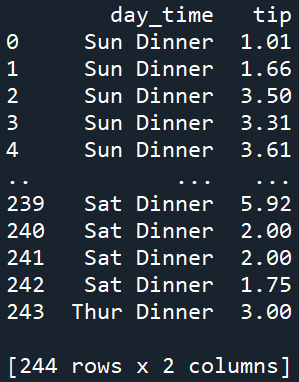 day_time tip
0 Sun Dinner 1.01
1 Sun Dinner 1.66
2 Sun Dinner 3.50
3 Sun Dinner 3.31
4 Sun Dinner 3.61
.. ... ...
239 Sat Dinner 5.92
240 Sat Dinner 2.00
241 Sat Dinner 2.00
242 Sat Dinner 1.75
243 Thur Dinner 3.00
[244 rows x 2 columns]